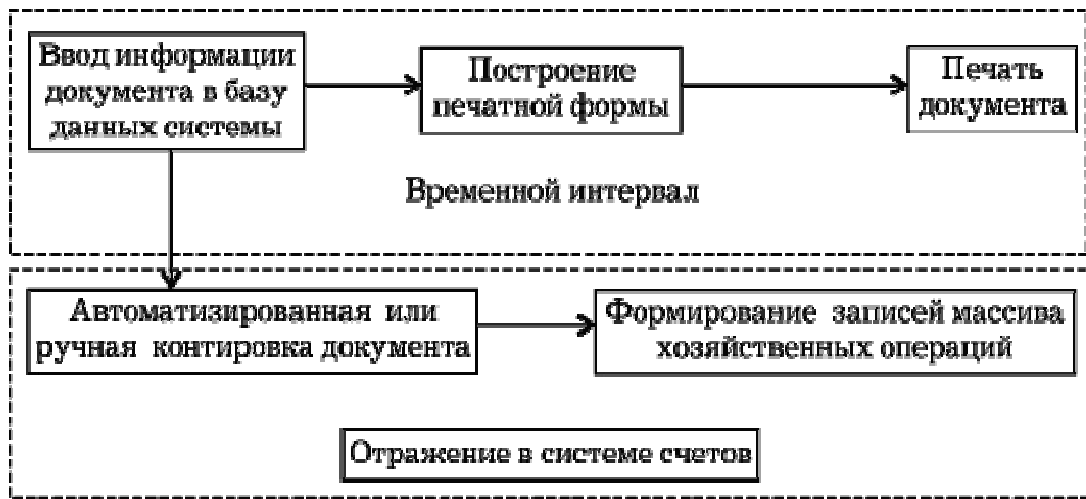 Ввод информации
документа в базу
данных системы
Построение
печатной формы
Печать
документа
Временной интервал
Автоматизированная или
ручная контировка документа
Формирование записей массива
хозяйственных операций
Отражение в системе счетов